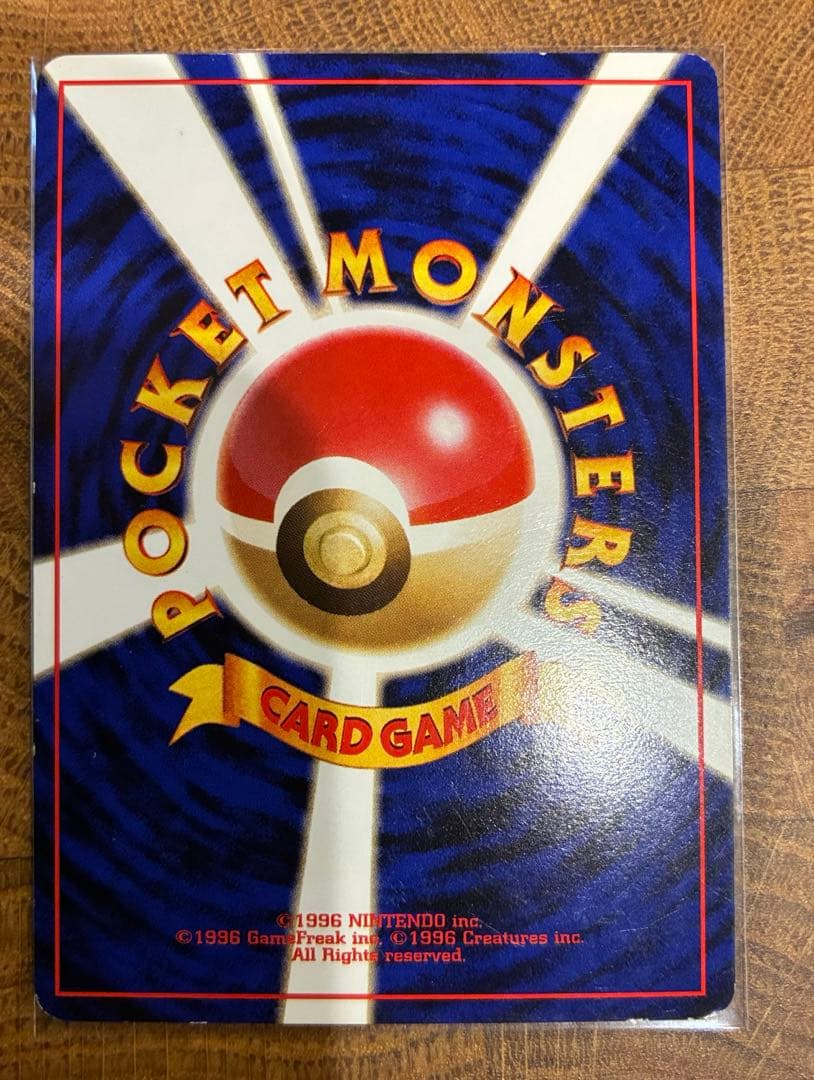 POCKET MONSTERS
CARD GAME
©1996 NINTENDO inc.
©1996 GameFreak inc. ©1996 Creatures inc.
All Rights reserved.